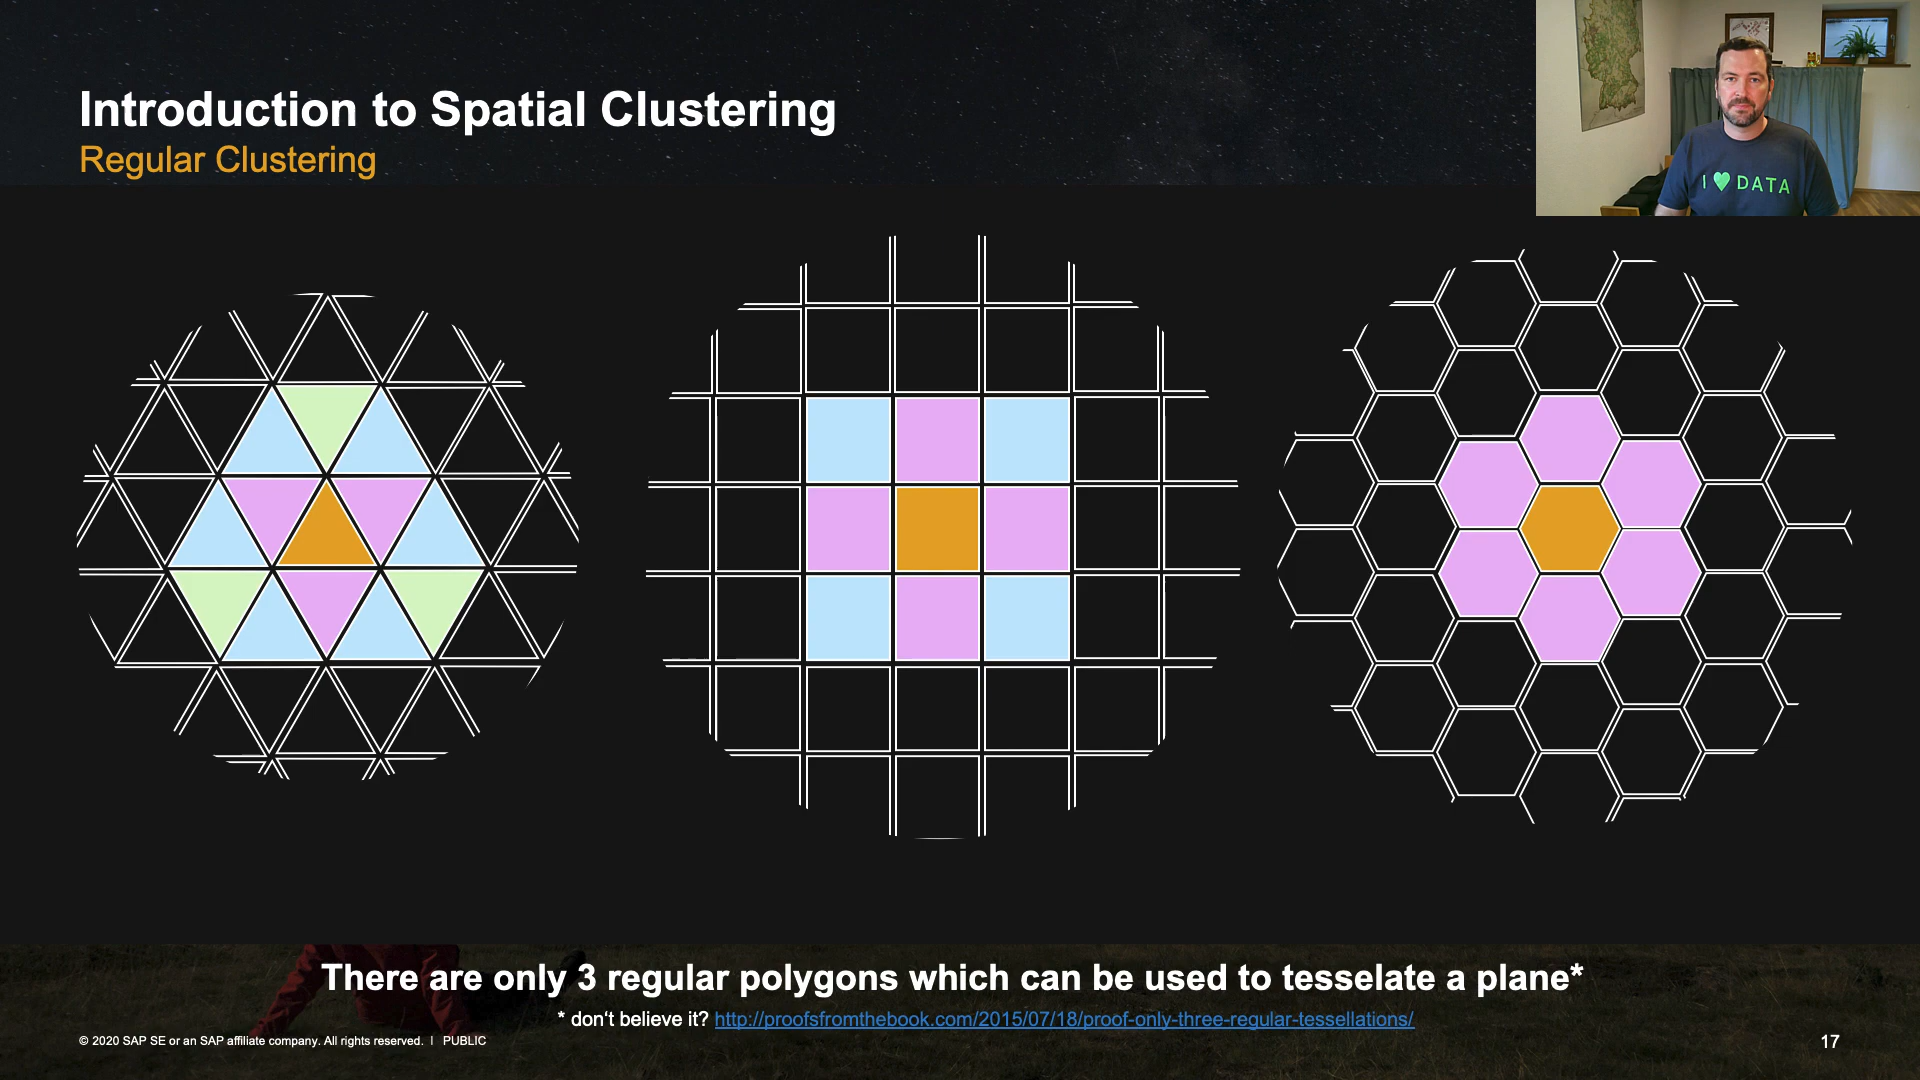 Introduction to Spatial Clustering
Regular Clustering
I ♥ DATA
There are only 3 regular polygons which can be used to tesselate a plane*
* don‘t believe it? http://proofsfromthebook.com/2015/07/18/proof-only-three-regular-tessellations/
© 2020 SAP SE or an SAP affiliate company. All rights reserved. | PUBLIC
17